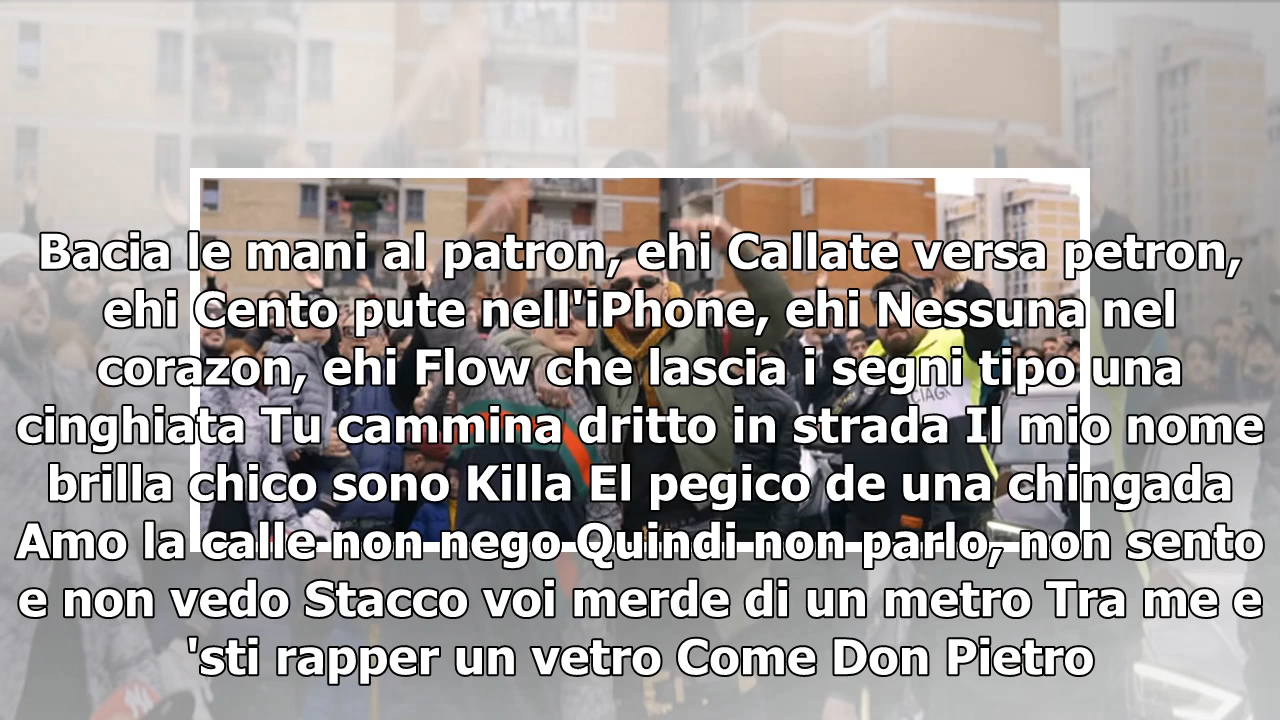 Bacia le mani al patron, ehi Callate versa petron,
ehi Cento pute nell'iPhone, ehi Nessuna nel
corazon, ehi Flow che lascia i segni tipo una
cinghiata Tu cammina dritto in strada Il mio nome
brilla chico sono Killa El pegico de una chingada
Amo la calle non nego Quindi non parlo, non sento
e non vedo Stacco voi merde di un metro Tra me e
'sti rapper un vetro Come Don Pietro